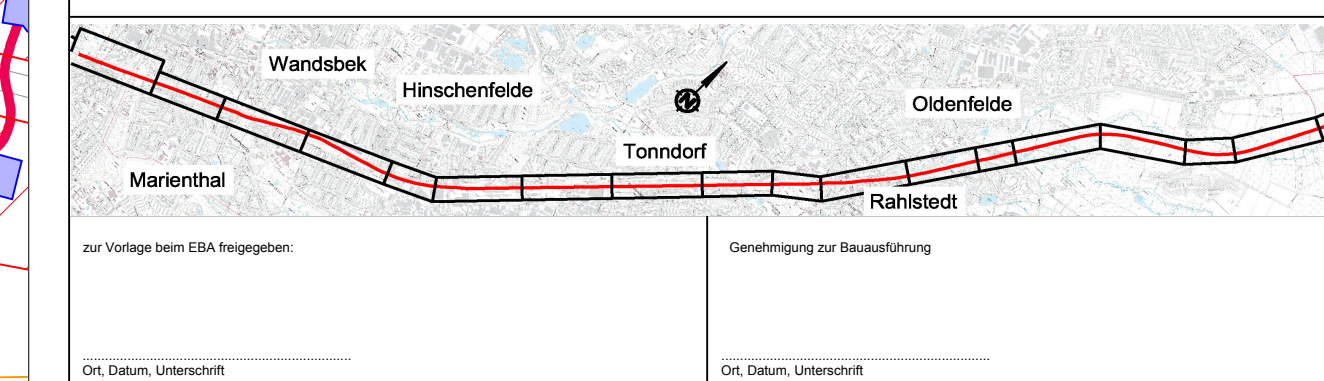 Wandsbek
Hinschenfelde
Oldenfelde
Tonndorf
Marienthal
Rahlstedt
zur Vorlage beim EBA freigegeben:
Genehmigung zur Bauausführung
Ort, Datum, Unterschrift
Ort, Datum, Unterschrift